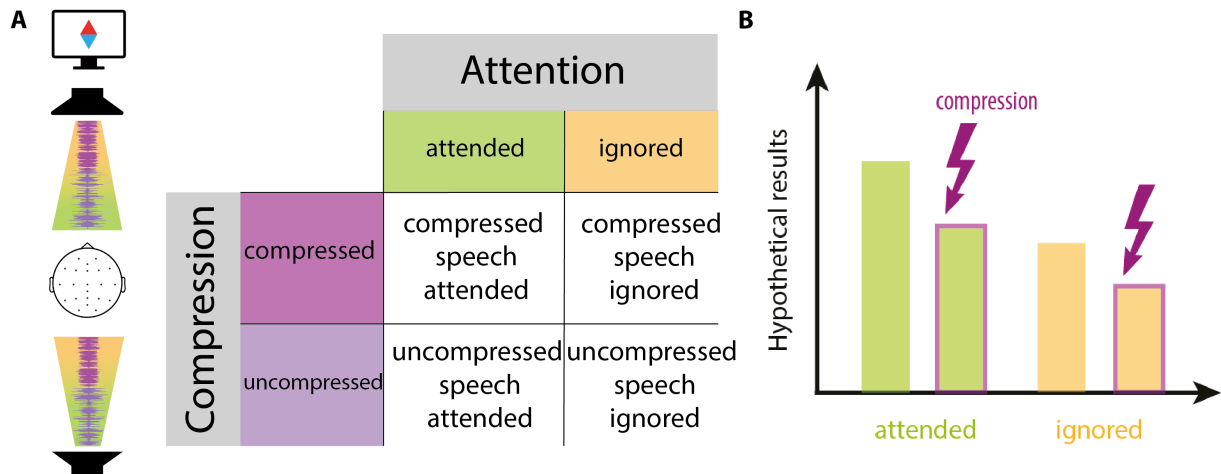 A
Attention
attended
ignored
Compression
compressed
compressed
speech
attended
compressed
speech
ignored
uncompressed
uncompressed
speech
attended
uncompressed
speech
ignored
B
Hypothetical results
compression
attended
ignored